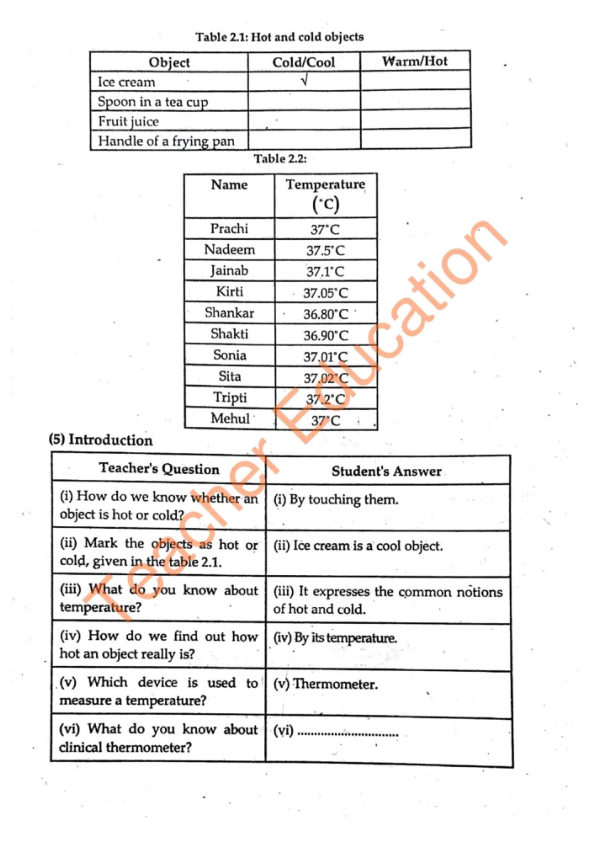 Table 2.1: Hot and cold objects
Object Cold/Cool Warm/Hot
Ice cream √
Spoon in a tea cup
Fruit juice
Handle of a frying pan
Table 2.2:
Name Temperature
(°C)
Prachi 37°C
Nadeem 37.5°C
Jainab 37.1°C
Kirti 37.05°C
Shankar 36.80°C
Shakti 36.90°C
Sonia 37.01°C
Sita 37.02°C
Tripti 37.2°C
Mehul 37°C
(5) Introduction
Teacher's Question Student's Answer
(i) How do we know whether an (i) By touching them.
object is hot or cold?
(ii) Mark the objects as hot or (ii) Ice cream is a cool object.
cold, given in the table 2.1.
(iii) What do you know about (iii) It expresses the common notions
temperature? of hot and cold.
(iv) How do we find out how (iv) By its temperature.
hot an object really is?
(v) Which device is used to (v) Thermometer.
measure a temperature?
(vi) What do you know about (vi) ..............................
clinical thermometer?
Teacher Education